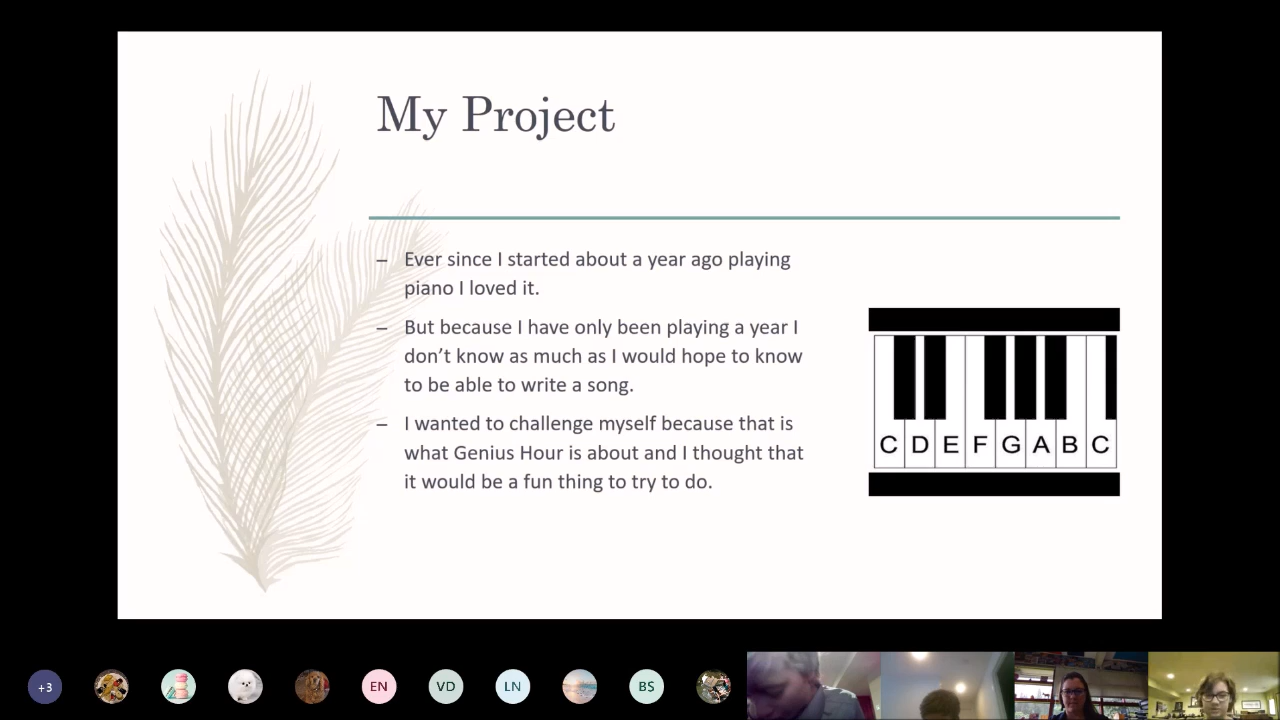 My Project
– Ever since I started about a year ago playing
piano I loved it.
– But because I have only been playing a year I
don’t know as much as I would hope to know
to be able to write a song.
– I wanted to challenge myself because that is
what Genius Hour is about and I thought that
it would be a fun thing to try to do.
C D E F G A B C
+3 EN VD LN BS